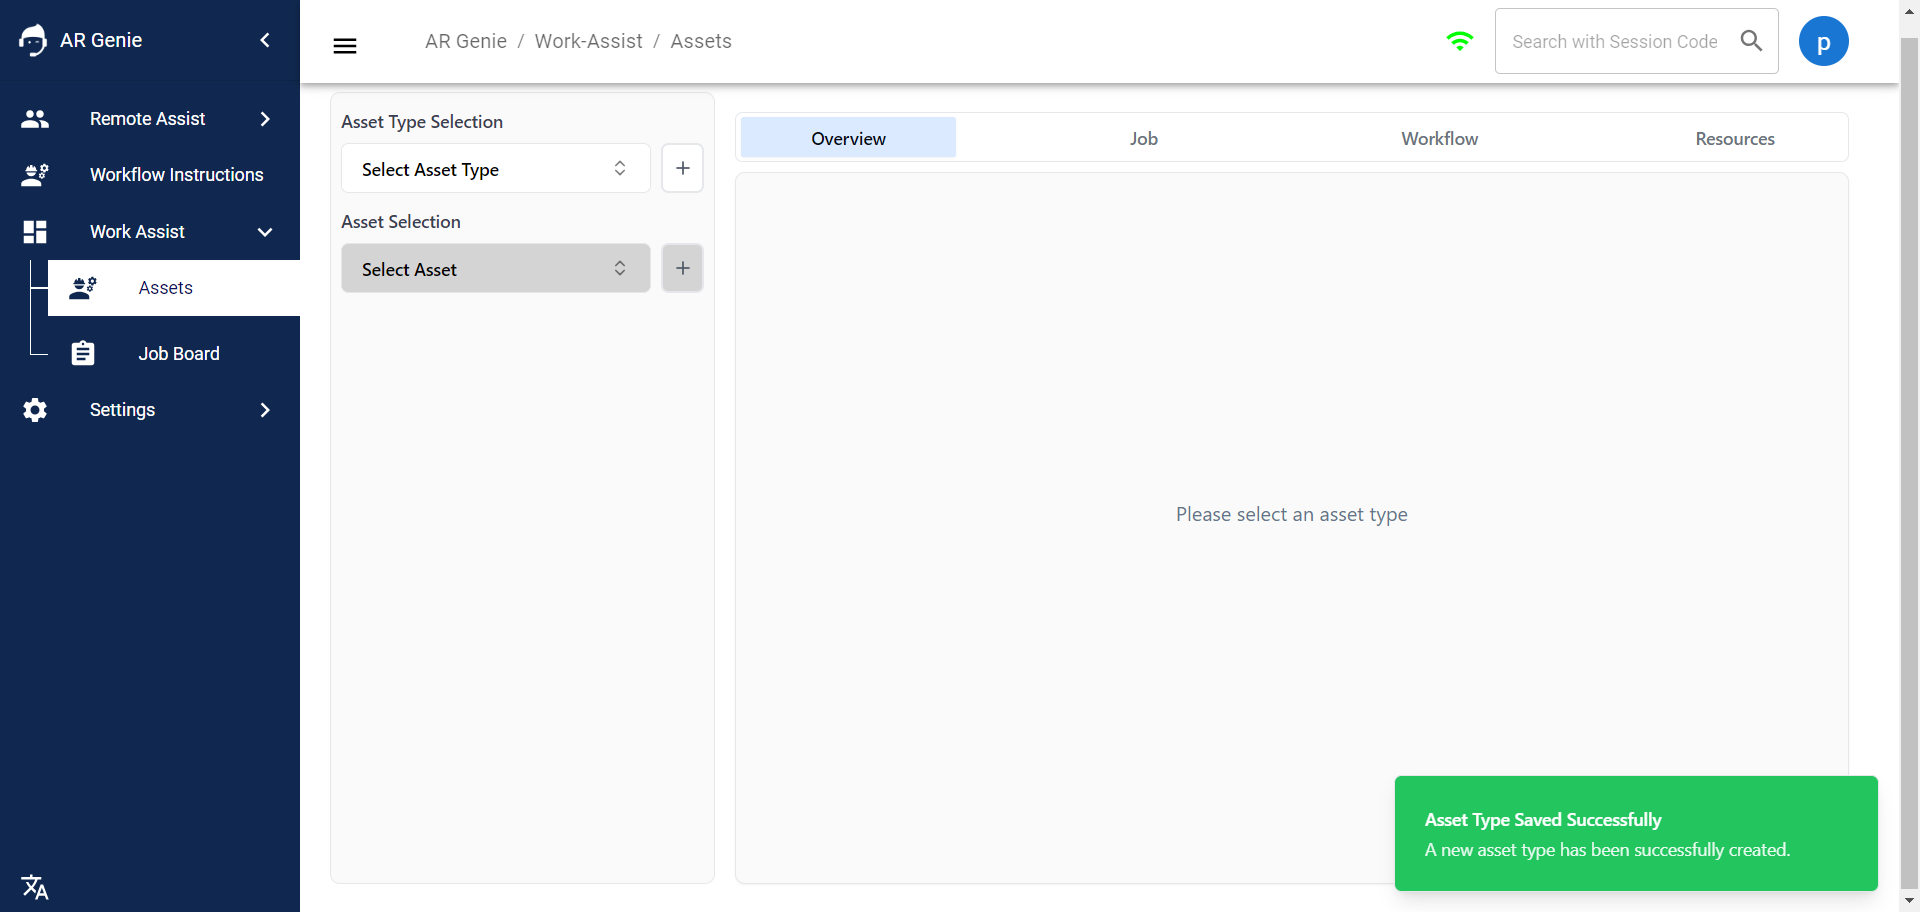 AR Genie
Remote Assist
Workflow Instructions
Work Assist
Assets
Job Board
Settings
AR Genie / Work-Assist / Assets
Search with Session Code
p
Asset Type Selection
Select Asset Type
Asset Selection
Select Asset
Overview
Job
Workflow
Resources
Please select an asset type
Asset Type Saved Successfully
A new asset type has been successfully created.